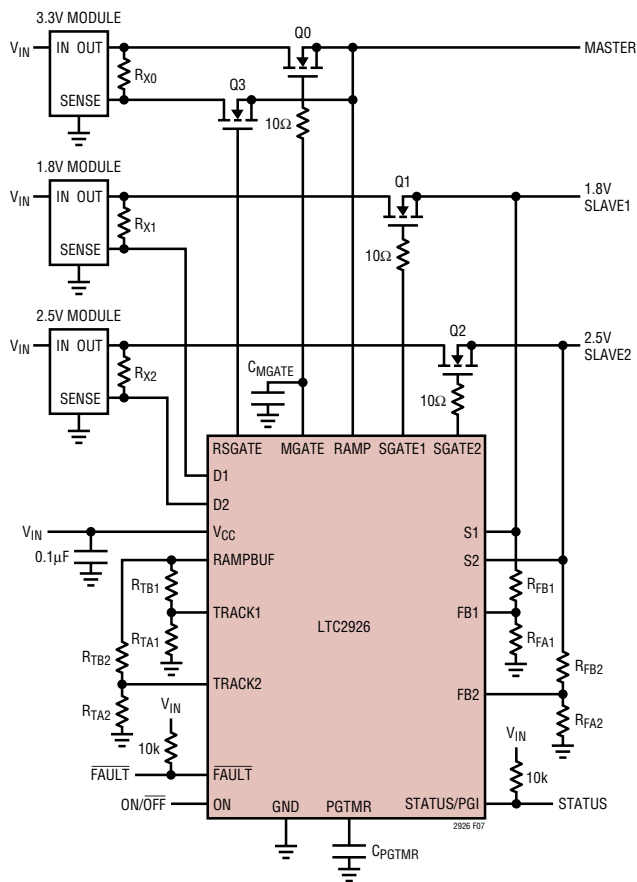 3.3V MODULE
V_IN
IN OUT
SENSE
R_X0
Q0
Q3
10Ω
MASTER
1.8V MODULE
V_IN
IN OUT
SENSE
R_X1
Q1
10Ω
1.8V
SLAVE1
2.5V MODULE
V_IN
IN OUT
SENSE
R_X2
Q2
10Ω
2.5V
SLAVE2
C_MGATE
RSGATE MGATE RAMP SGATE1 SGATE2
D1
D2
V_IN
V_CC
0.1µF
RAMPBUF
R_TB1
TRACK1
R_TA1
R_TB2
TRACK2
R_TA2
V_IN
10k
FAULT
FAULT
ON/OFF
ON
LTC2926
S1
S2
R_FB1
FB1
R_FA1
R_FB2
FB2
R_FA2
V_IN
10k
GND
PGTMR
STATUS/PGI
STATUS
2926 F07
C_PGTMR